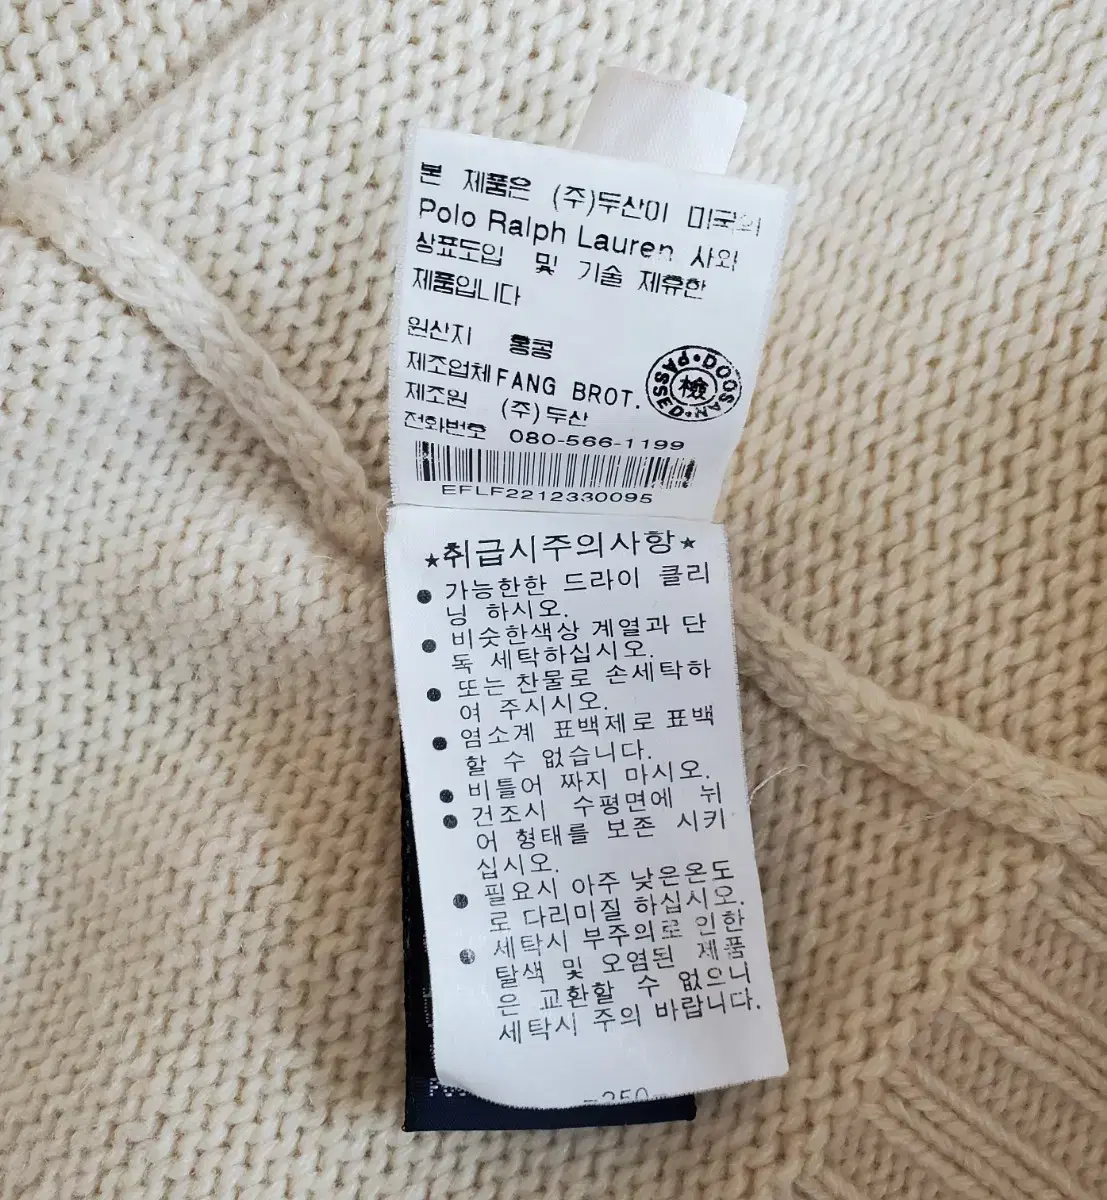 본 제품은 (주)두산이 미국의
Polo Ralph Lauren 사와
상표도입 및 기술 제휴한
제품입니다
원산지 홍콩
제조업체 FANG BROT.
제조원 (주)두산
전화번호 080-566-1199
DOOSAN • PASSED • 檢
EFLF2212330095
★취급시주의사항★
● 가능한한 드라이 클리
닝 하시오.
● 비슷한색상 계열과 단
독 세탁하십시오.
● 또는 찬물로 손세탁하
여 주시시오.
● 염소계 표백제로 표백
할 수 없습니다.
● 비틀어 짜지 마시오.
● 건조시 수평면에 뉘
어 형태를 보존 시키
십시오.
● 필요시 아주 낮은온도
로 다리미질 하십시오.
● 세탁시 부주의로 인한
탈색 및 오염된 제품
은 교환할 수 없으니
세탁시 주의 바랍니다.